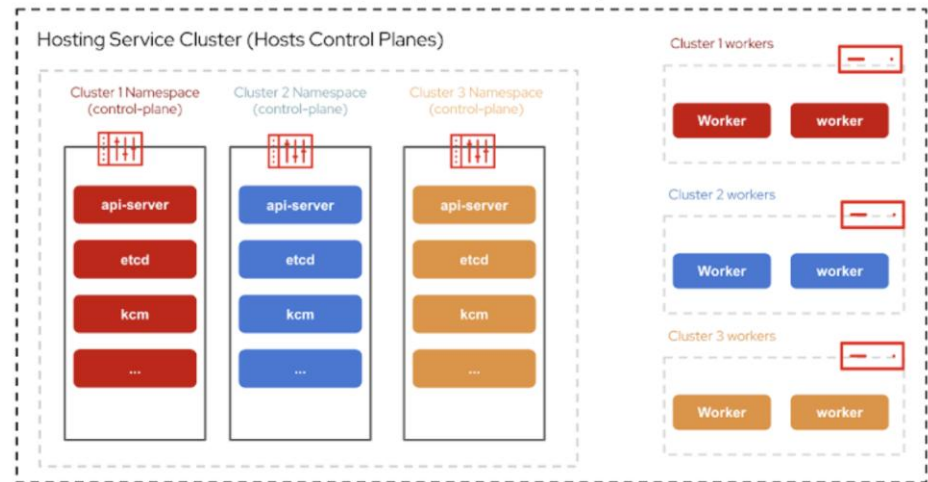 Hosting Service Cluster (Hosts Control Planes)
Cluster 1 Namespace
(control-plane)
api-server
etcd
kcm
...
Cluster 2 Namespace
(control-plane)
api-server
etcd
kcm
...
Cluster 3 Namespace
(control-plane)
api-server
etcd
kcm
...
Cluster 1 workers
Worker
worker
Cluster 2 workers
Worker
worker
Cluster 3 workers
Worker
worker